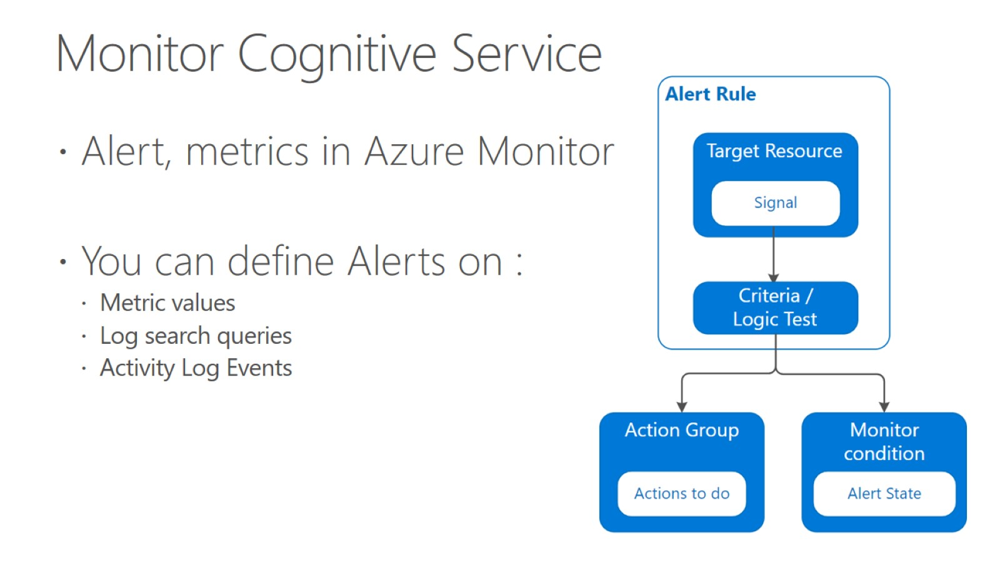 Monitor Cognitive Service
· Alert, metrics in Azure Monitor
· You can define Alerts on :
· Metric values
· Log search queries
· Activity Log Events
Alert Rule
Target Resource
Signal
Criteria /
Logic Test
Action Group
Actions to do
Monitor
condition
Alert State